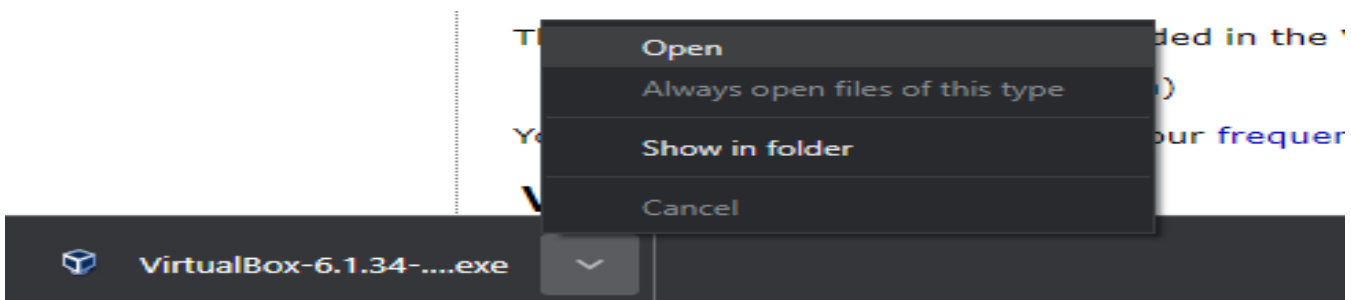 ded in the
Open
Always open files of this type
)
Show in folder
our frequen
Cancel
VirtualBox-6.1.34-....exe